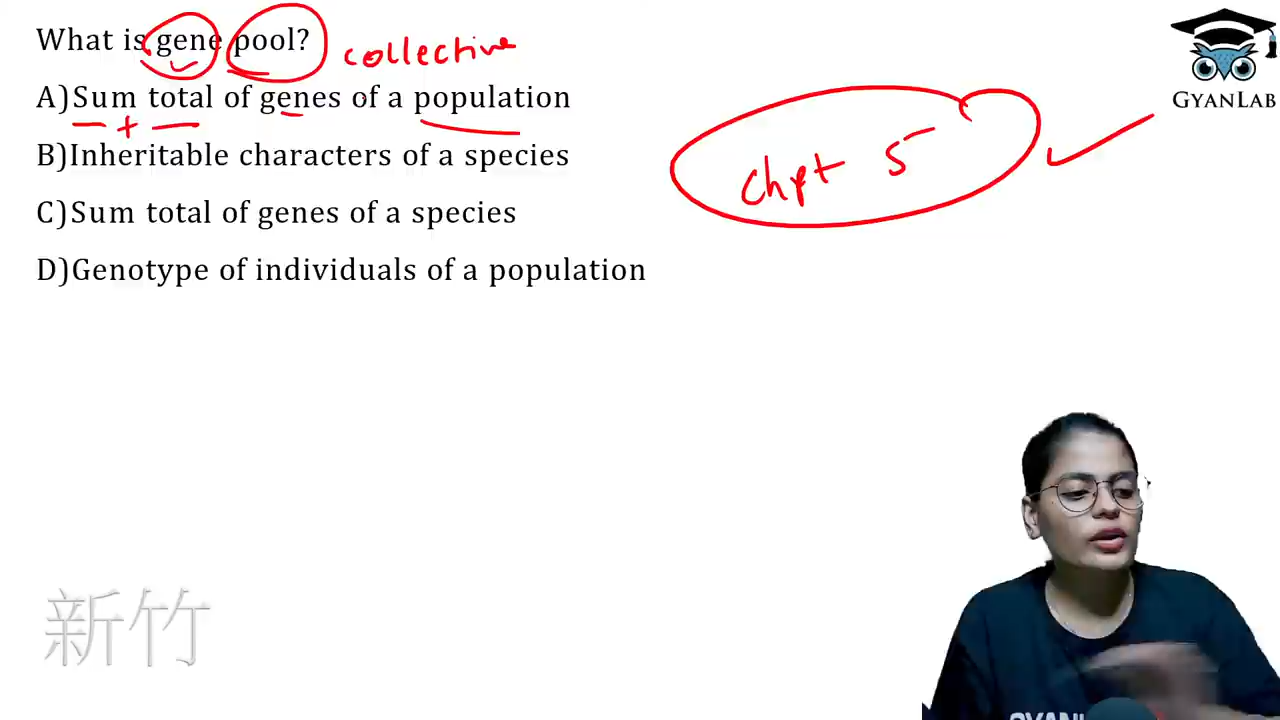 What is gene pool?
collective
A)Sum total of genes of a population
+
B)Inheritable characters of a species
C)Sum total of genes of a species
D)Genotype of individuals of a population
chpt 5
GYANLAB
新竹
GYANLAB